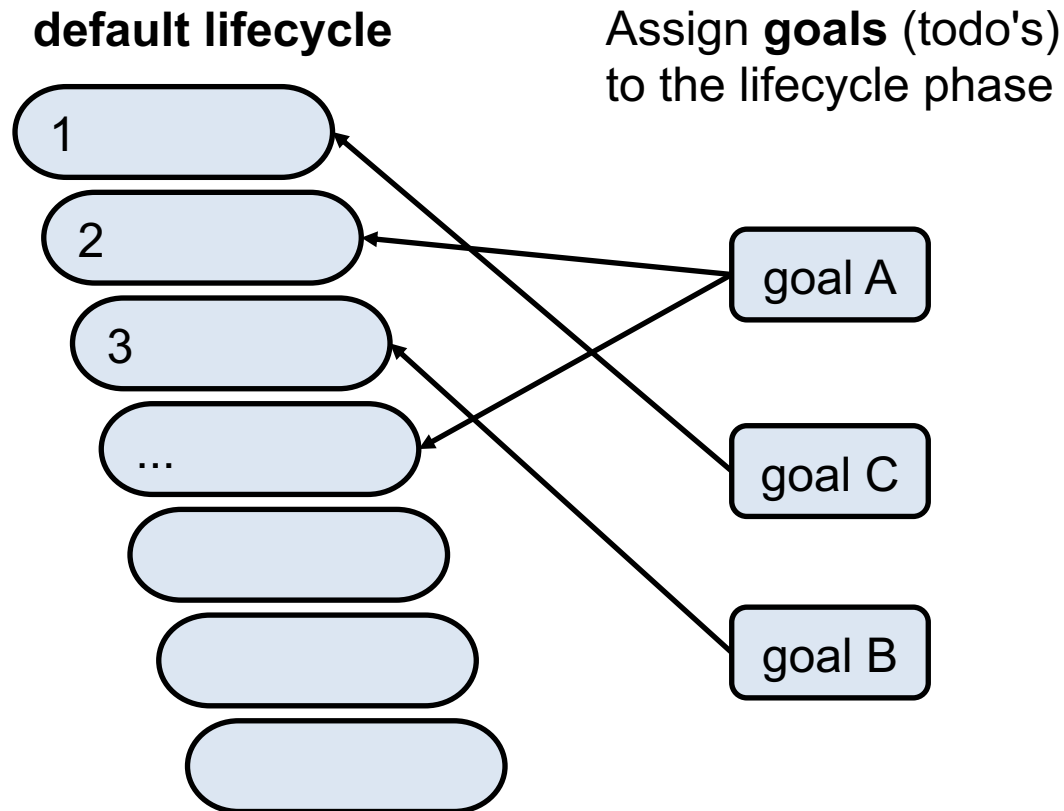 default lifecycle
Assign goals (todo's)
to the lifecycle phase
1
2
3
...
goal A
goal C
goal B